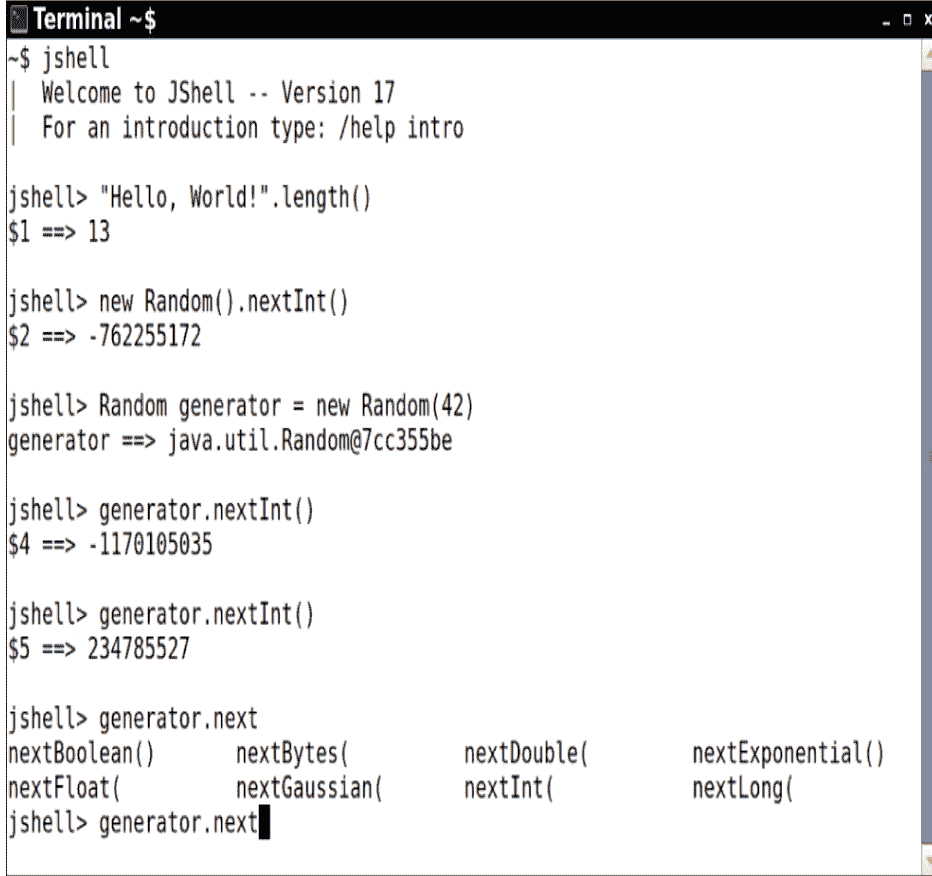 Terminal ~$
~$ jshell
|  Welcome to JShell -- Version 17
|  For an introduction type: /help intro
jshell> "Hello, World!".length()
$1 ==> 13
jshell> new Random().nextInt()
$2 ==> -762255172
jshell> Random generator = new Random(42)
generator ==> java.util.Random@7cc355be
jshell> generator.nextInt()
$4 ==> -1170105035
jshell> generator.nextInt()
$5 ==> 234785527
jshell> generator.next
nextBoolean()       nextBytes(          nextDouble(         nextExponential()
nextFloat(          nextGaussian(       nextInt(            nextLong(
jshell> generator.next